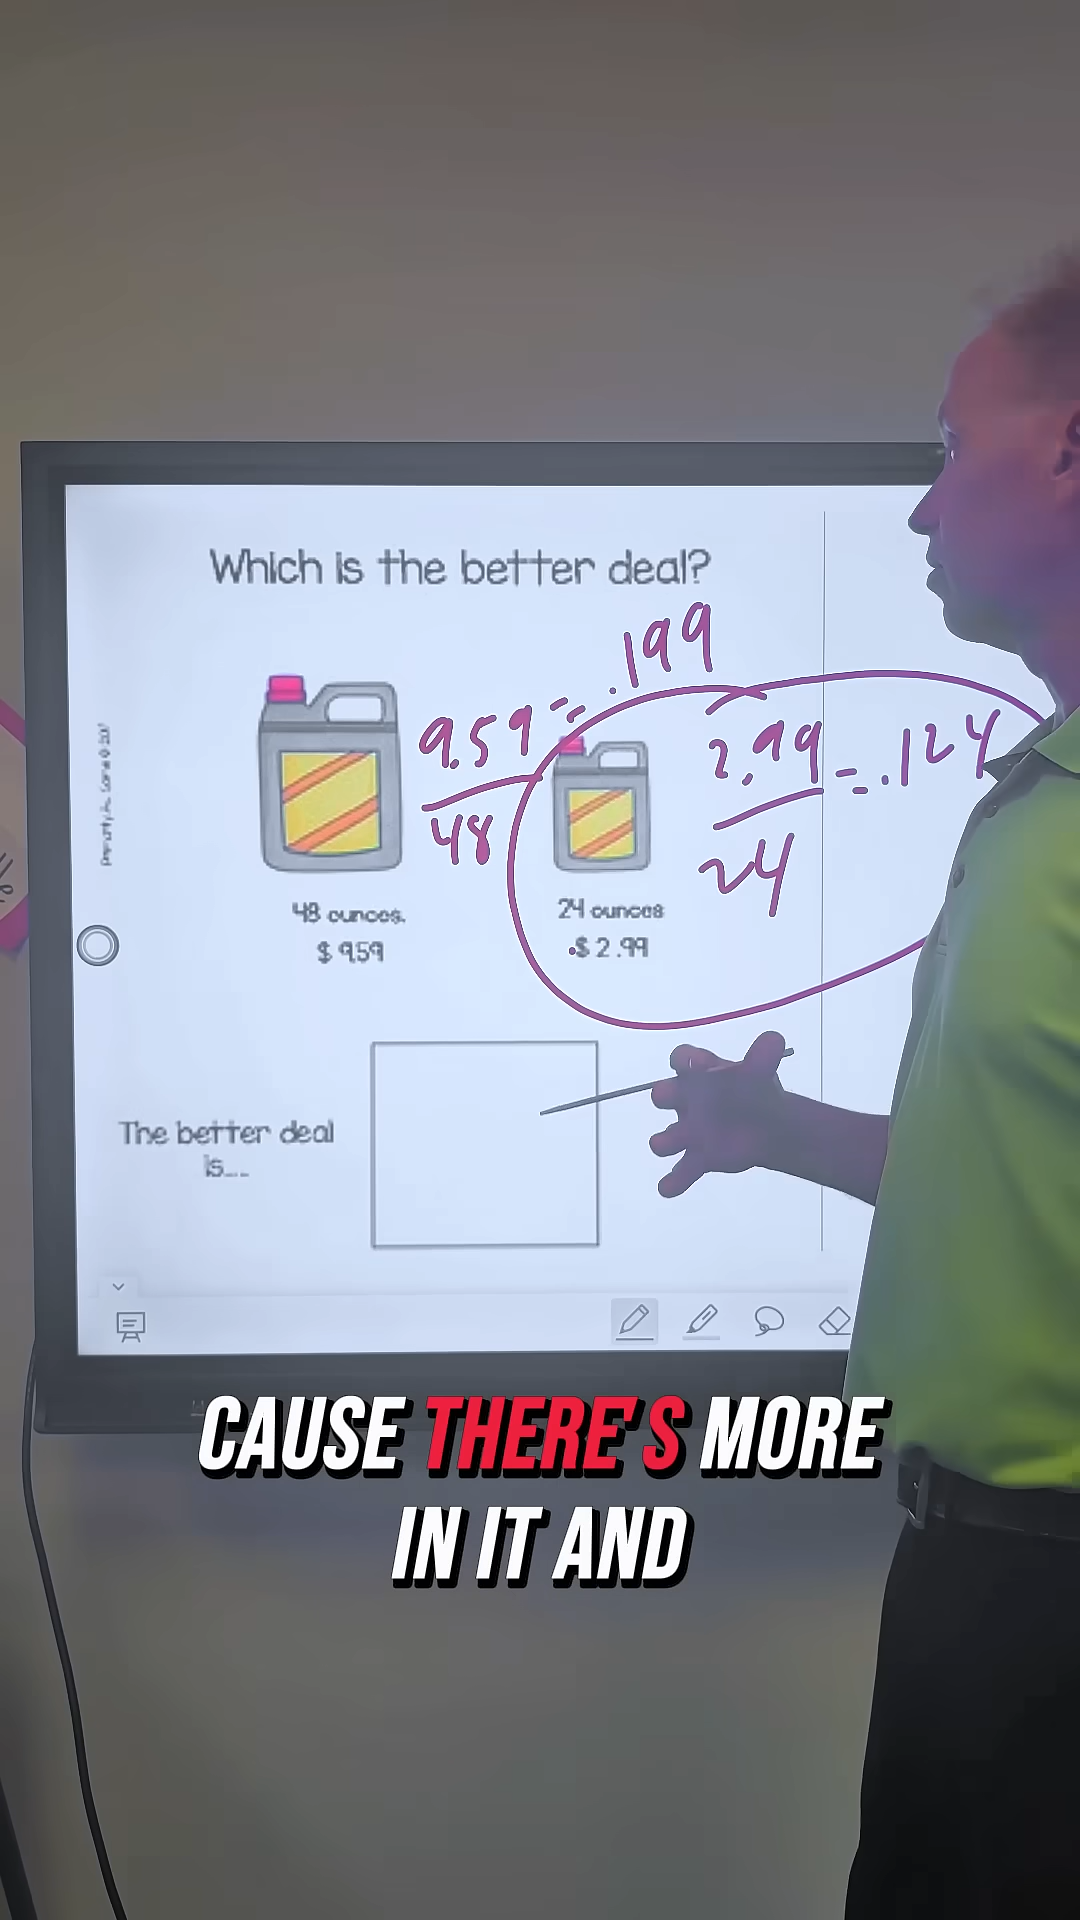 Which is the better deal?
.199
9.59 =
48
2.99 = .124
24
48 ounces.
$ 9.59
24 ounces
.$ 2.99
The better deal
is...
CAUSE THERE'S MORE
IN IT AND